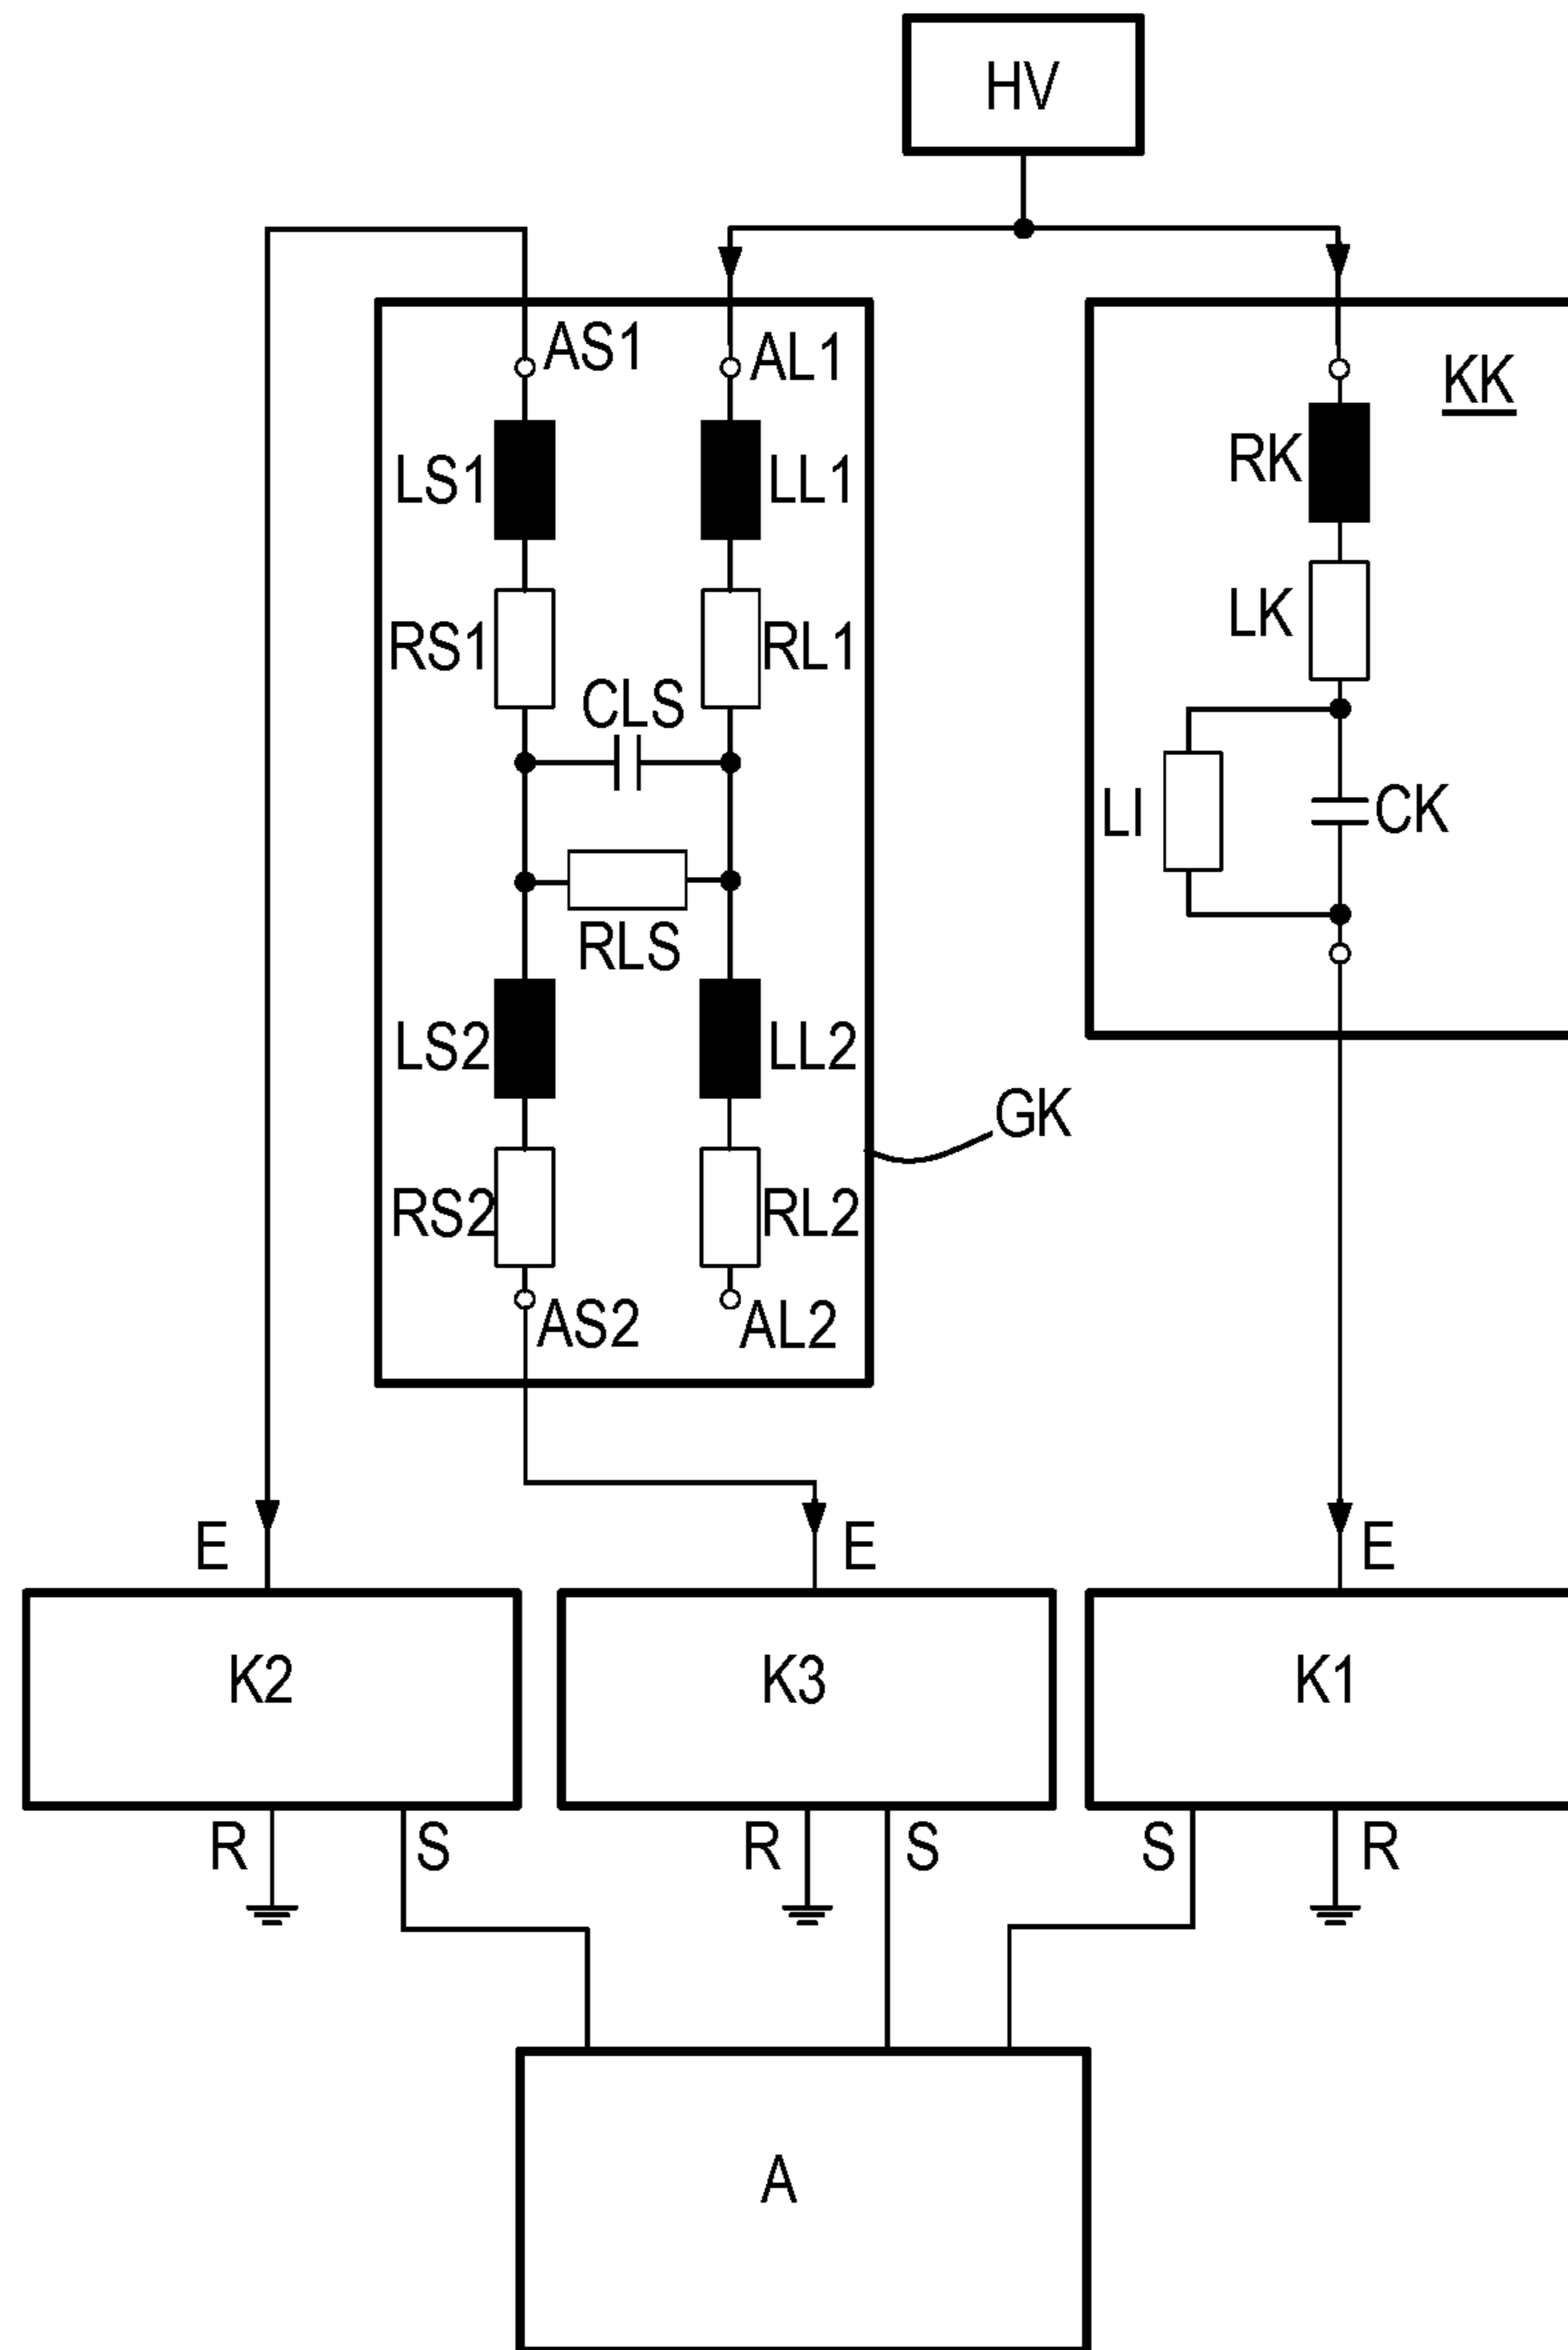 HV
AS1
AL1
KK
LS1
LL1
RK
RS1
RL1
LK
CLS
LI
CK
RLS
LS2
LL2
GK
RS2
RL2
AS2
AL2
E
E
E
K2
K3
K1
R
S
R
S
S
R
A